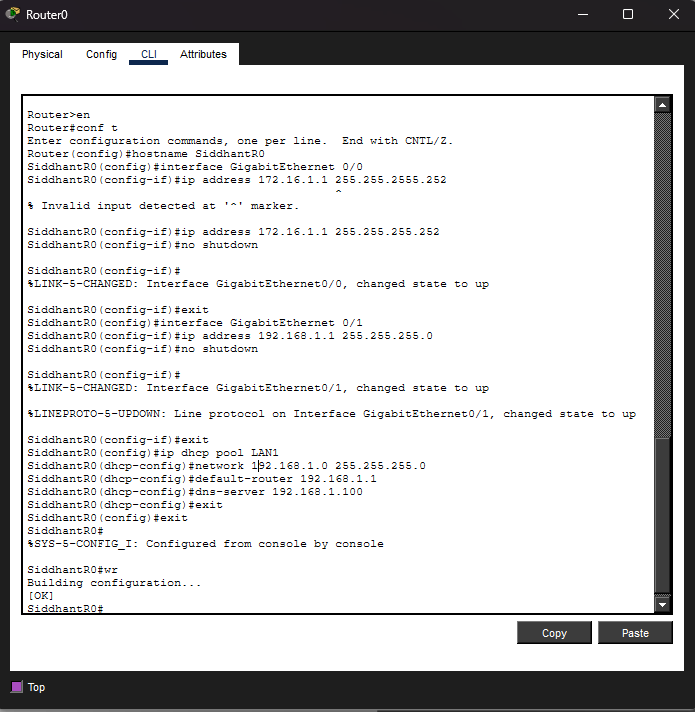 Router0
Physical Config CLI Attributes
Router>en
Router#conf t
Enter configuration commands, one per line.  End with CNTL/Z.
Router(config)#hostname SiddhantR0
SiddhantR0(config)#interface GigabitEthernet 0/0
SiddhantR0(config-if)#ip address 172.16.1.1 255.255.2555.252
^
% Invalid input detected at '^' marker.
SiddhantR0(config-if)#ip address 172.16.1.1 255.255.255.252
SiddhantR0(config-if)#no shutdown
SiddhantR0(config-if)#
%LINK-5-CHANGED: Interface GigabitEthernet0/0, changed state to up
SiddhantR0(config-if)#exit
SiddhantR0(config)#interface GigabitEthernet 0/1
SiddhantR0(config-if)#ip address 192.168.1.1 255.255.255.0
SiddhantR0(config-if)#no shutdown
SiddhantR0(config-if)#
%LINK-5-CHANGED: Interface GigabitEthernet0/1, changed state to up
%LINEPROTO-5-UPDOWN: Line protocol on Interface GigabitEthernet0/1, changed state to up
SiddhantR0(config-if)#exit
SiddhantR0(config)#ip dhcp pool LAN1
SiddhantR0(dhcp-config)#network 192.168.1.0 255.255.255.0
SiddhantR0(dhcp-config)#default-router 192.168.1.1
SiddhantR0(dhcp-config)#dns-server 192.168.1.100
SiddhantR0(dhcp-config)#exit
SiddhantR0(config)#exit
SiddhantR0#
%SYS-5-CONFIG_I: Configured from console by console
SiddhantR0#wr
Building configuration...
[OK]
SiddhantR0#
Copy Paste
Top